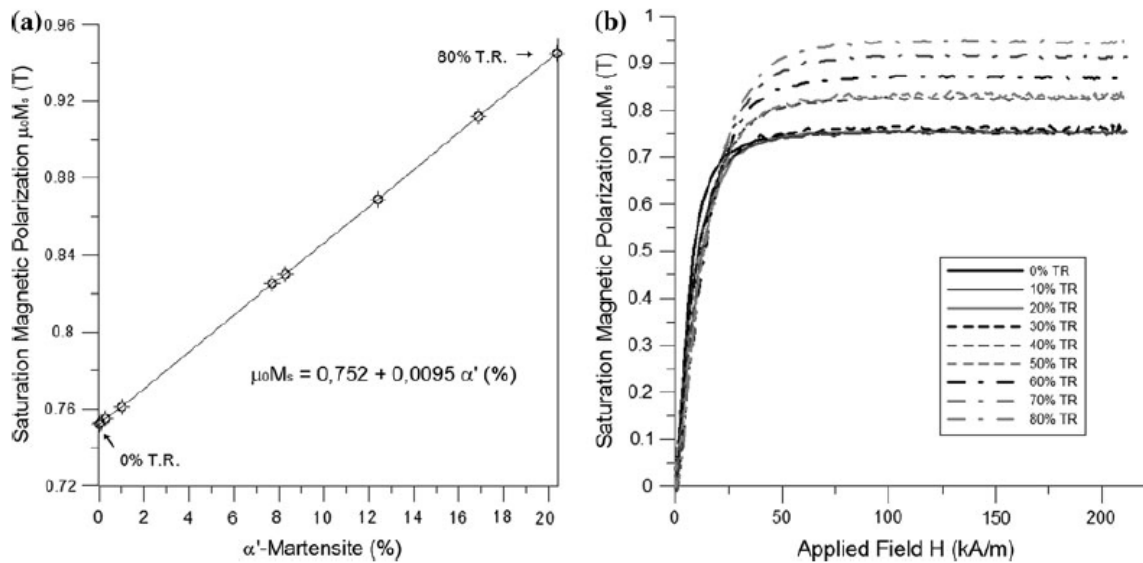 (a)
Saturation Magnetic Polarization μ₀Mₛ (T)
0.96
0.92
0.88
0.84
0.8
0.76
0.72
80% T.R.
μ₀Mₛ = 0,752 + 0,0095 α' (%)
0% T.R.
0 2 4 6 8 10 12 14 16 18 20
α'-Martensite (%)
(b)
Saturation Magnetic Polarization μ₀Mₛ (T)
1
0.9
0.8
0.7
0.6
0.5
0.4
0.3
0.2
0.1
0
0% TR
10% TR
20% TR
30% TR
40% TR
50% TR
60% TR
70% TR
80% TR
0 50 100 150 200
Applied Field H (kA/m)